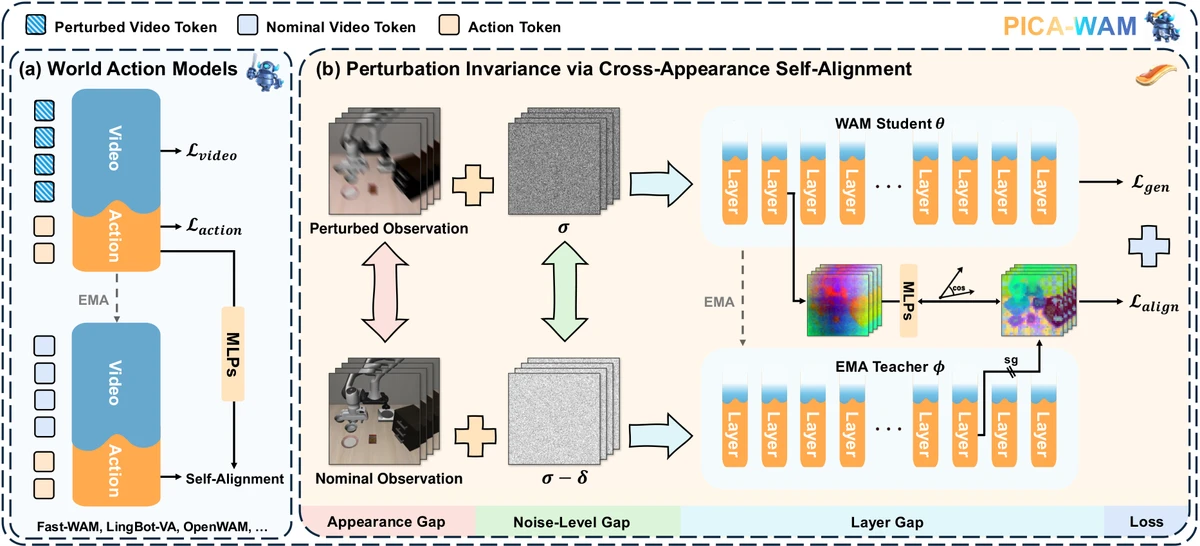 Perturbed Video Token
Nominal Video Token
Action Token
PICA-WAM
(a) World Action Models
Video
Action
ℒvideo
ℒaction
EMA
Video
Action
MLPs
Self-Alignment
Fast-WAM, LingBot-VA, OpenWAM, ...
(b) Perturbation Invariance via Cross-Appearance Self-Alignment
Perturbed Observation
σ
WAM Student θ
Layer
Layer
Layer
Layer
...
Layer
Layer
Layer
Layer
ℒgen
EMA
MLPs
cos
ℒalign
Nominal Observation
σ − δ
EMA Teacher ϕ
sg
Layer
Layer
Layer
Layer
...
Layer
Layer
Layer
Layer
Appearance Gap
Noise-Level Gap
Layer Gap
Loss